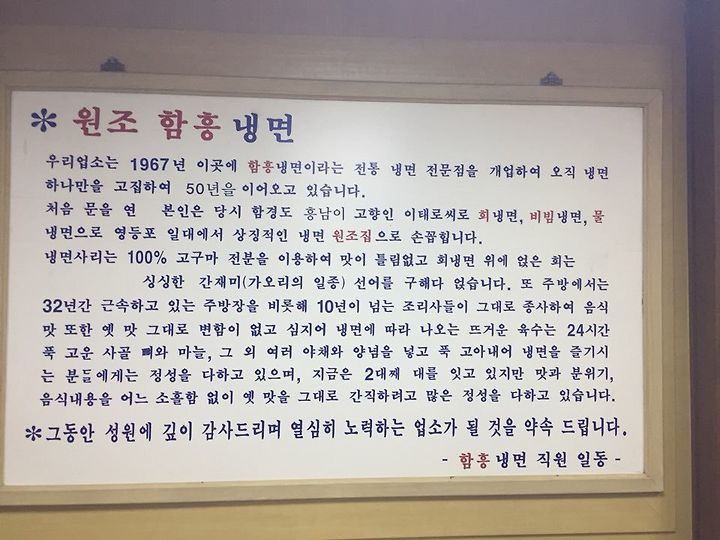 * 원조 함흥 냉면
우리업소는 1967년 이곳에 함흥냉면이라는 전통 냉면 전문점을 개업하여 오직 냉면
하나만을 고집하여 50년을 이어오고 있습니다.
처음 문을 연 본인은 당시 함경도 흥남이 고향인 이태로씨로 회냉면, 비빔냉면, 물
냉면으로 영등포 일대에서 상징적인 냉면 원조집으로 손꼽힙니다.
냉면사리는 100% 고구마 전분을 이용하여 맛이 틀림없고 회냉면 위에 얹은 회는
싱싱한 간재미(가오리의 일종) 선어를 구해다 얹습니다. 또 주방에서는
32년간 근속하고 있는 주방장을 비롯해 10년이 넘는 조리사들이 그대로 종사하여 음식
맛 또한 옛 맛 그대로 변함이 없고 심지어 냉면에 따라 나오는 뜨거운 육수는 24시간
푹 고운 사골 뼈와 마늘, 그 외 여러 야채와 양념을 넣고 푹 고아내어 냉면을 즐기시
는 분들에게는 정성을 다하고 있으며, 지금은 2대째 대를 잇고 있지만 맛과 분위기,
음식내용을 어느 소홀함 없이 옛 맛을 그대로 간직하려고 많은 정성을 다하고 있습니다.
*그동안 성원에 깊이 감사드리며 열심히 노력하는 업소가 될 것을 약속 드립니다.
- 함흥냉면 직원 일동 -